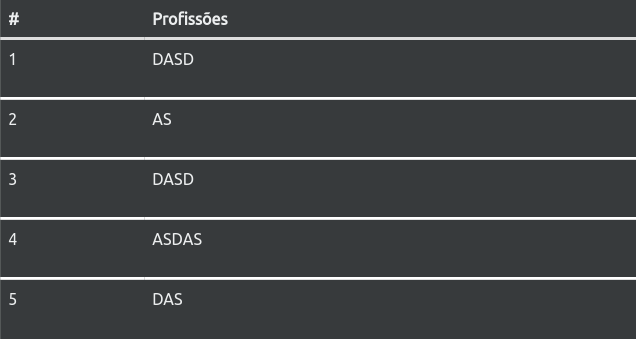 # Profissões
1 DASD
2 AS
3 DASD
4 ASDAS
5 DAS